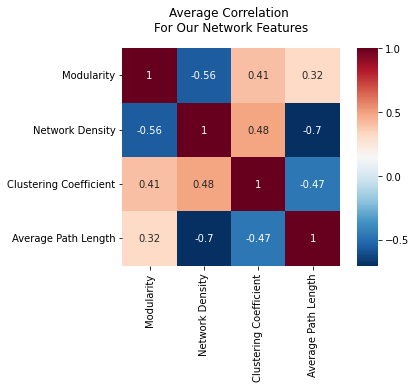 Average Correlation
For Our Network Features
Modularity 1 -0.56 0.41 0.32
Network Density -0.56 1 0.48 -0.7
Clustering Coefficient 0.41 0.48 1 -0.47
Average Path Length 0.32 -0.7 -0.47 1
Modularity
Network Density
Clustering Coefficient
Average Path Length
1.0
0.5
0.0
−0.5